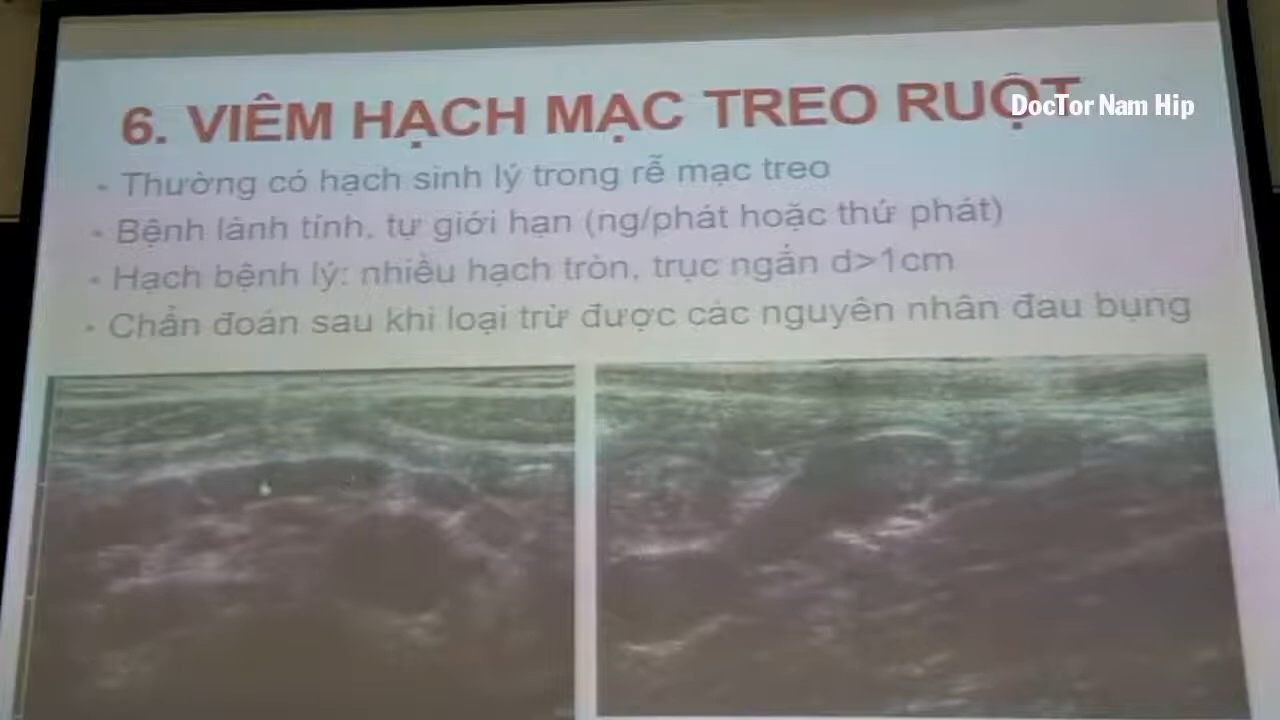 6. VIÊM HẠCH MẠC TREO RUỘT
DocTor Nam Hip
- Thường có hạch sinh lý trong rễ mạc treo
- Bệnh lành tính, tự giới hạn (ng/phát hoặc thứ phát)
- Hạch bệnh lý: nhiều hạch tròn, trục ngắn d>1cm
- Chẩn đoán sau khi loại trừ được các nguyên nhân đau bụng